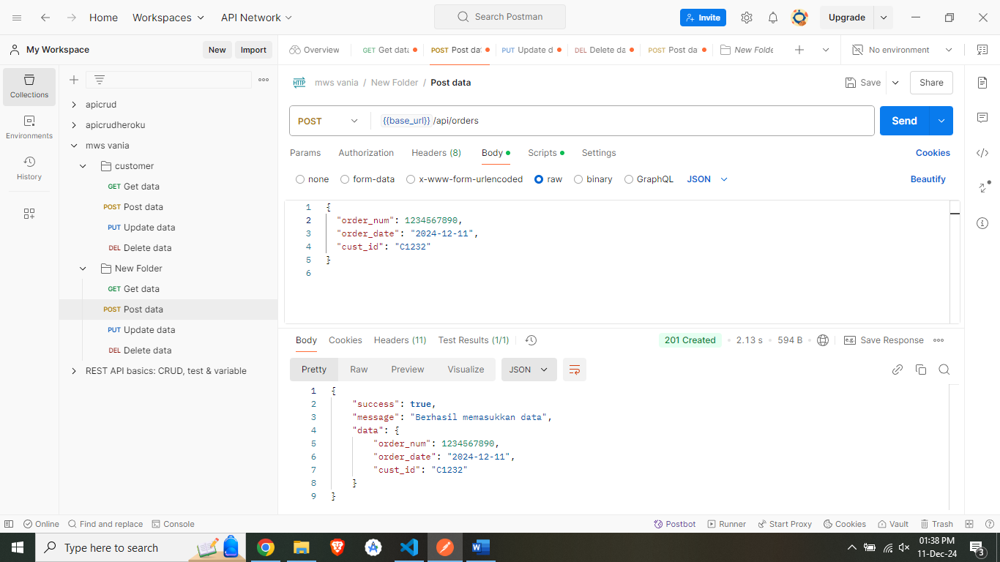 Home Workspaces API Network Search Postman Invite Upgrade
My Workspace New Import Overview GET Get data POST Post da PUT Update d DEL Delete da POST Post da New Folde No environment
mws vania / New Folder / Post data Save Share
Collections
Environments
History
apicrud
apicrudheroku
mws vania
customer
GET Get data
POST Post data
PUT Update data
DEL Delete data
New Folder
GET Get data
POST Post data
PUT Update data
DEL Delete data
REST API basics: CRUD, test & variable
POST {{base_url}} /api/orders Send
Params Authorization Headers (8) Body Scripts Settings Cookies
none form-data x-www-form-urlencoded raw binary GraphQL JSON Beautify
1 {
2 "order_num": 1234567890,
3 "order_date": "2024-12-11",
4 "cust_id": "C1232"
5 }
6
Body Cookies Headers (11) Test Results (1/1) 201 Created 2.13 s 594 B e.g. Save Response
Pretty Raw Preview Visualize JSON
1 {
2 "success": true,
3 "message": "Berhasil memasukkan data",
4 "data": {
5 "order_num": 1234567890,
6 "order_date": "2024-12-11",
7 "cust_id": "C1232"
8 }
9 }
Online Find and replace Console Postbot Runner Start Proxy Cookies Vault Trash
Type here to search 01:38 PM
11-Dec-24 3